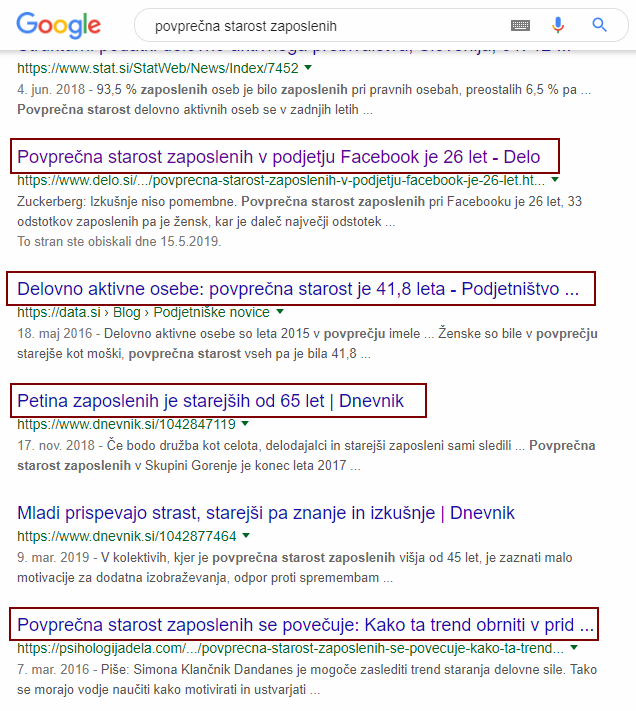 Google
povprečna starost zaposlenih
Strukturni podatki delovno aktivnega prebivalstva, Slovenija, 
https://www.stat.si/StatWeb/News/Index/7452
4. jun. 2018 - 93,5 % zaposlenih oseb je bilo zaposlenih pri pravnih osebah, preostalih 6,5 % pa ...
Povprečna starost delovno aktivnih oseb se v zadnjih letih ...
Povprečna starost zaposlenih v podjetju Facebook je 26 let - Delo
https://www.delo.si/.../povprecna-starost-zaposlenih-v-podjetju-facebook-je-26-let.ht...
Zuckerberg: Izkušnje niso pomembne. Povprečna starost zaposlenih pri Facebooku je 26 let, 33
odstotkov zaposlenih pa je žensk, kar je daleč največji odstotek ...
To stran ste obiskali dne 15.5.2019.
Delovno aktivne osebe: povprečna starost je 41,8 leta - Podjetništvo ...
https://data.si › Blog › Podjetniške novice
18. maj 2016 - Delovno aktivne osebe so leta 2015 v povprečju imele ... Ženske so bile v povprečju
starejše kot moški, povprečna starost vseh pa je bila 41,8 ...
Petina zaposlenih je starejših od 65 let | Dnevnik
https://www.dnevnik.si/1042847119
17. nov. 2018 - Če bodo družba kot celota, delodajalci in starejši zaposleni sami sledili ... Povprečna
starost zaposlenih v Skupini Gorenje je konec leta 2017 ...
Mladi prispevajo strast, starejši pa znanje in izkušnje | Dnevnik
https://www.dnevnik.si/1042877464
9. mar. 2019 - V kolektivih, kjer je povprečna starost zaposlenih višja od 45 let, je zaznati malo
motivacije za dodatna izobraževanja, odpor proti spremembam ...
Povprečna starost zaposlenih se povečuje: Kako ta trend obrniti v prid ...
https://psihologijadela.com/.../povprecna-starost-zaposlenih-se-povecuje-kako-ta-trend...
7. mar. 2016 - Piše: Simona Klančnik Dandanes je mogoče zaslediti trend staranja delovne sile. Tako
se morajo vodje naučiti kako motivirati in ustvarjati ...